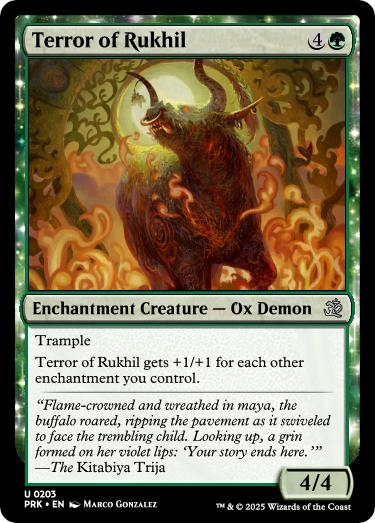 Terror of Rukhil 4
Enchantment Creature — Ox Demon
Trample
Terror of Rukhil gets +1/+1 for each other
enchantment you control.
“Flame-crowned and wreathed in maya, the
buffalo roared, ripping the pavement as it swiveled
to face the trembling child. Looking up, a grin
formed on her violet lips: ‘Your story ends here.’”
—The Kitabiya Trija
4/4
U 0203
PRK • EN Marco Gonzalez
™ & © 2025 Wizards of the Coast